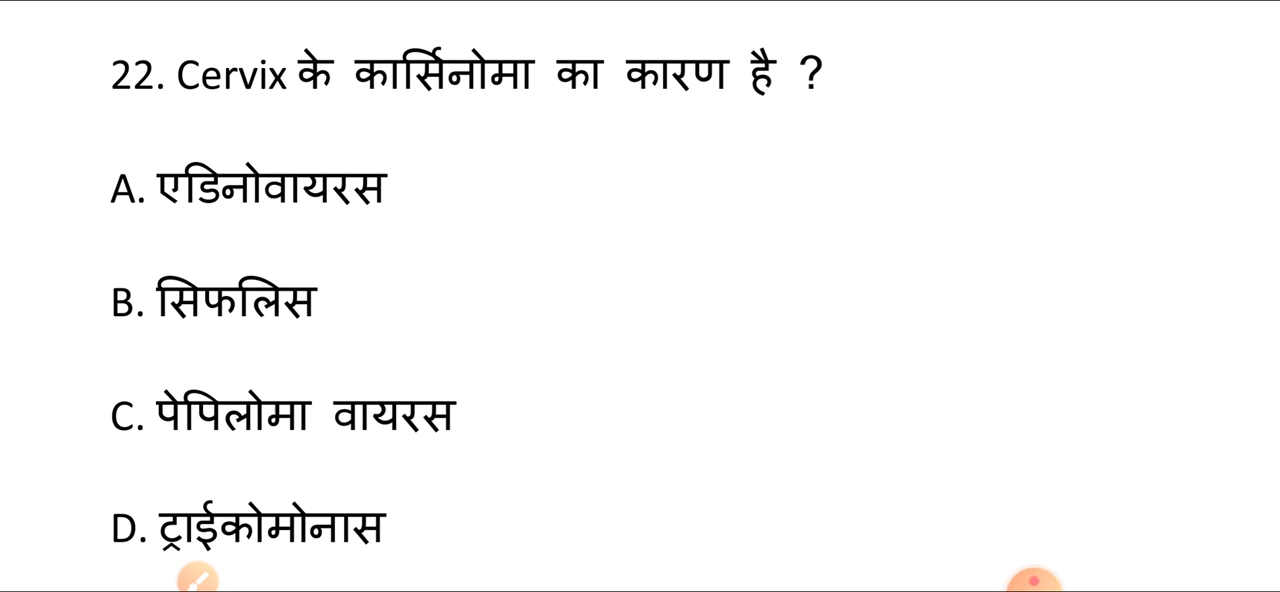 22. Cervix के कार्सिनोमा का कारण है ?
A. एडिनोवायरस
B. सिफलिस
C. पेपिलोमा वायरस
D. ट्राईकोमोनास